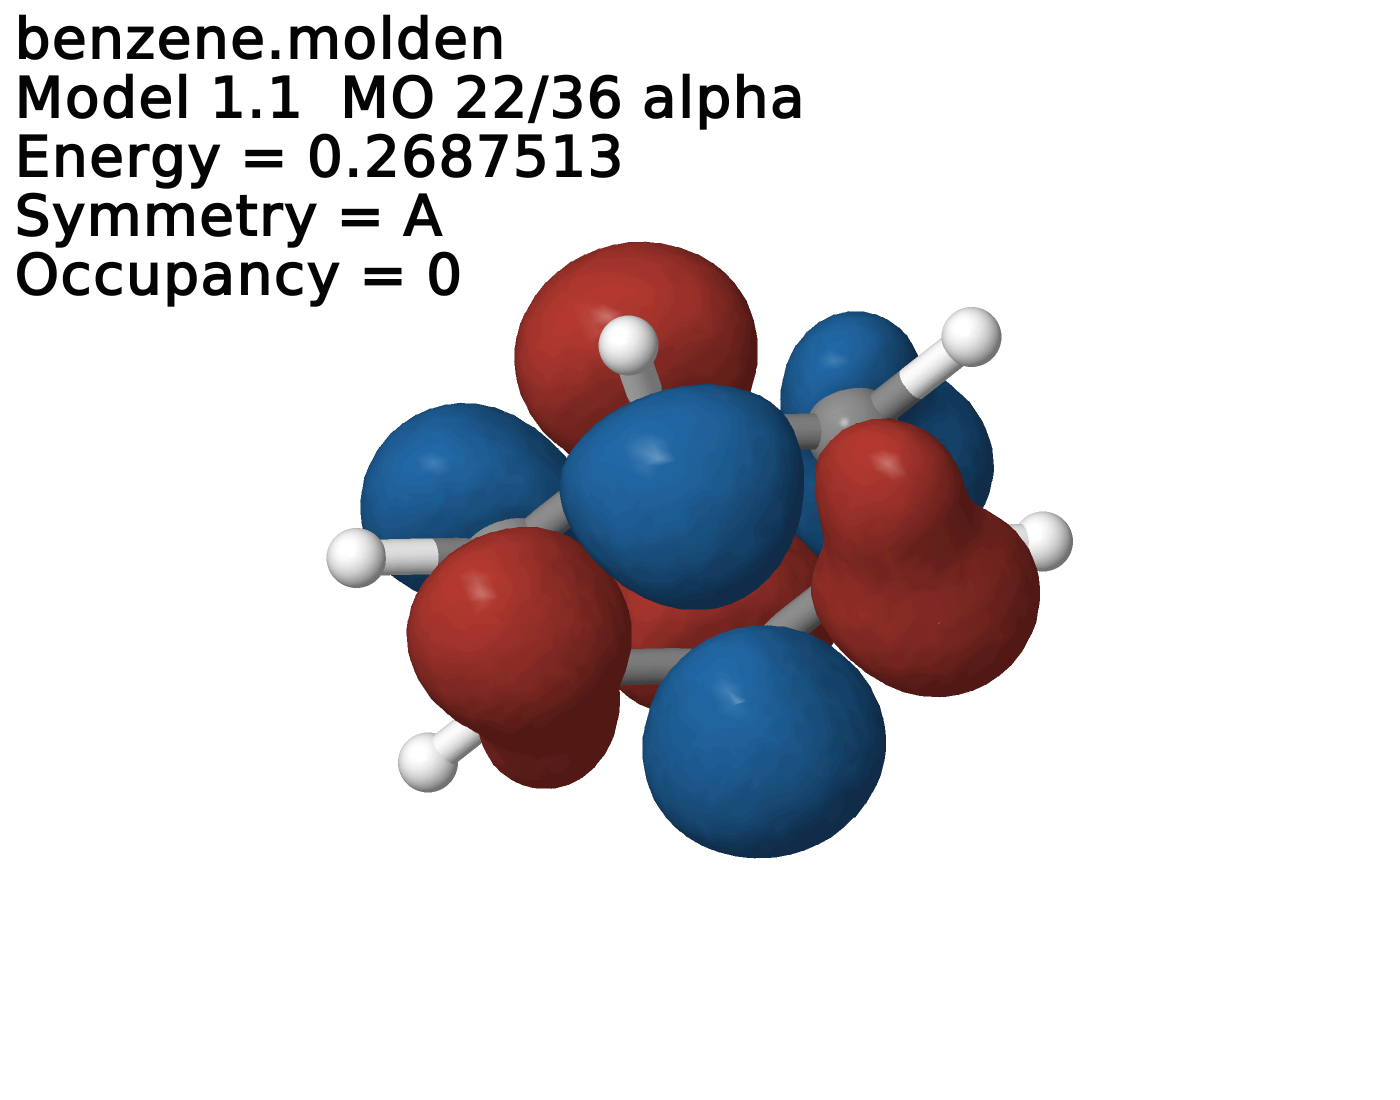 benzene.molden
Model 1.1  MO 22/36 alpha
Energy = 0.2687513
Symmetry = A
Occupancy = 0